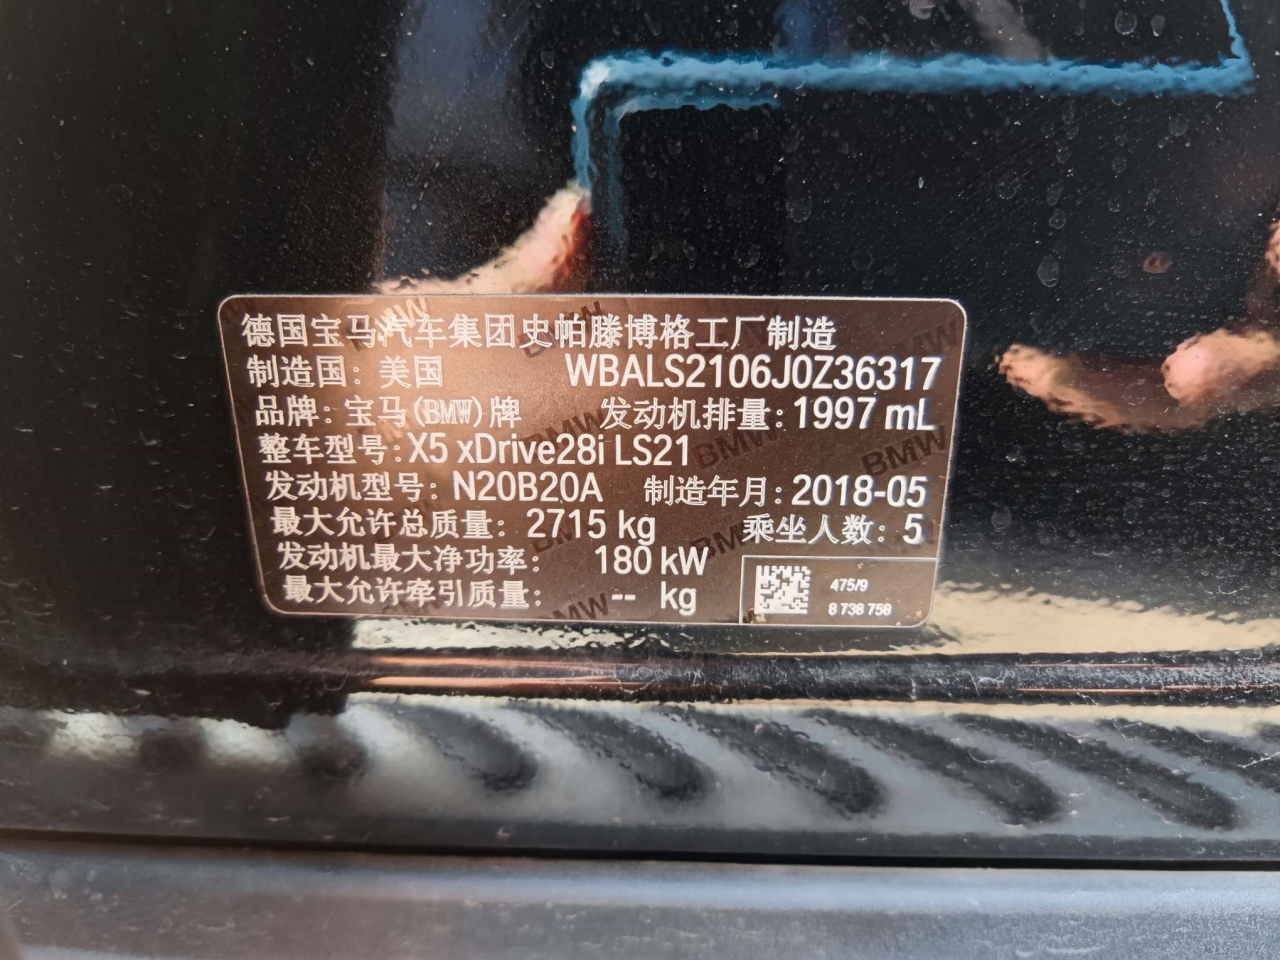 德国宝马汽车集团史帕滕博格工厂制造
制造国: 美国 WBALS2106J0Z36317
品牌: 宝马(BMW)牌 发动机排量: 1997 mL
整车型号: X5 xDrive28i LS21
发动机型号: N20B20A 制造年月: 2018-05
最大允许总质量: 2715 kg 乘坐人数: 5
发动机最大净功率: 180 kW
最大允许牵引质量: -- kg
475/9
8 738 758